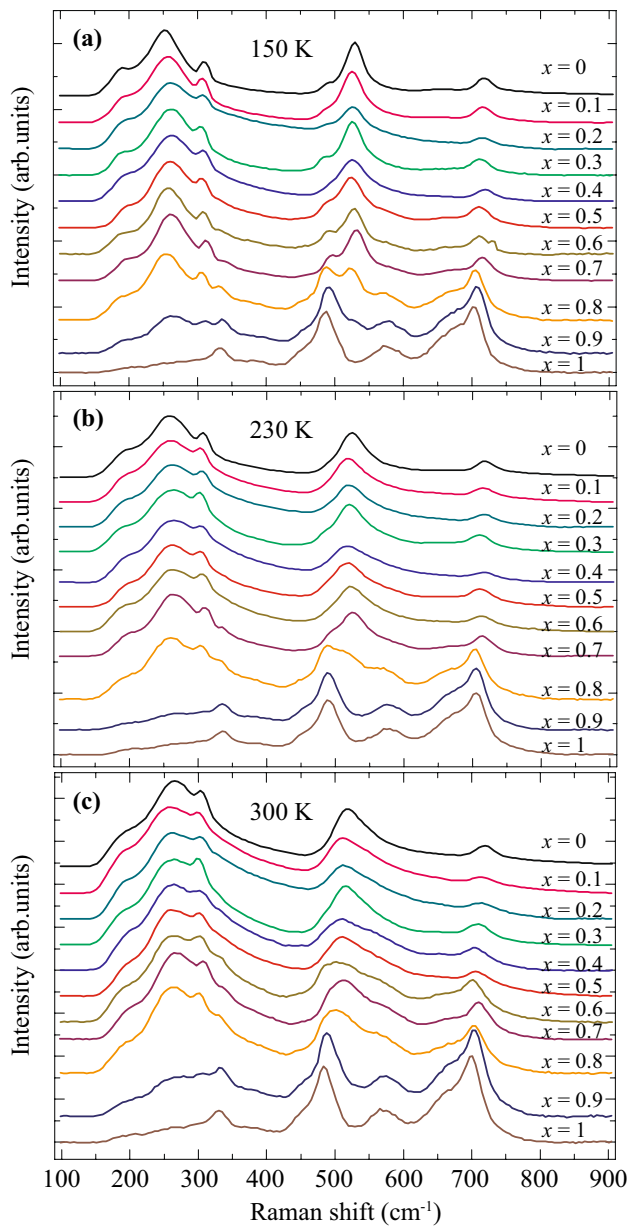 (a)
150 K
x = 0
x = 0.1
x = 0.2
x = 0.3
x = 0.4
x = 0.5
x = 0.6
x = 0.7
x = 0.8
x = 0.9
x = 1
Intensity (arb.units)
(b)
230 K
x = 0
x = 0.1
x = 0.2
x = 0.3
x = 0.4
x = 0.5
x = 0.6
x = 0.7
x = 0.8
x = 0.9
x = 1
Intensity (arb.units)
(c)
300 K
x = 0
x = 0.1
x = 0.2
x = 0.3
x = 0.4
x = 0.5
x = 0.6
x = 0.7
x = 0.8
x = 0.9
x = 1
Intensity (arb.units)
100 200 300 400 500 600 700 800 900
Raman shift (cm⁻¹)